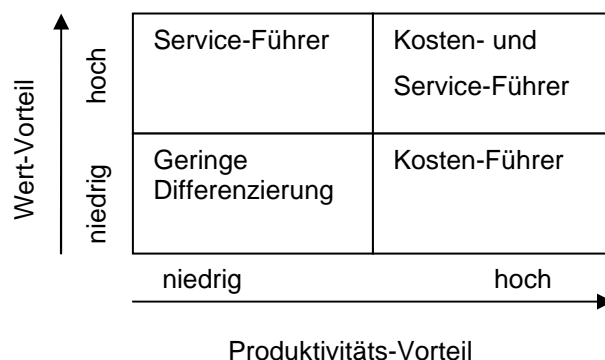 Service-Führer
Kosten- und
Service-Führer
Geringe
Differenzierung
Kosten-Führer
Wert-Vorteil
hoch
niedrig
niedrig
hoch
Produktivitäts-Vorteil